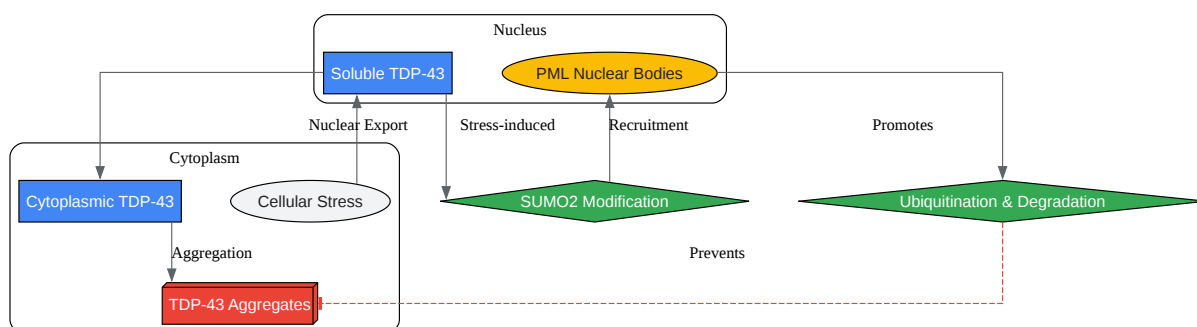 Nucleus
Soluble TDP-43
PML Nuclear Bodies
Nuclear Export
Stress-induced
Recruitment
Promotes
Cytoplasm
Cytoplasmic TDP-43
Cellular Stress
SUMO2 Modification
Ubiquitination & Degradation
Aggregation
Prevents
TDP-43 Aggregates